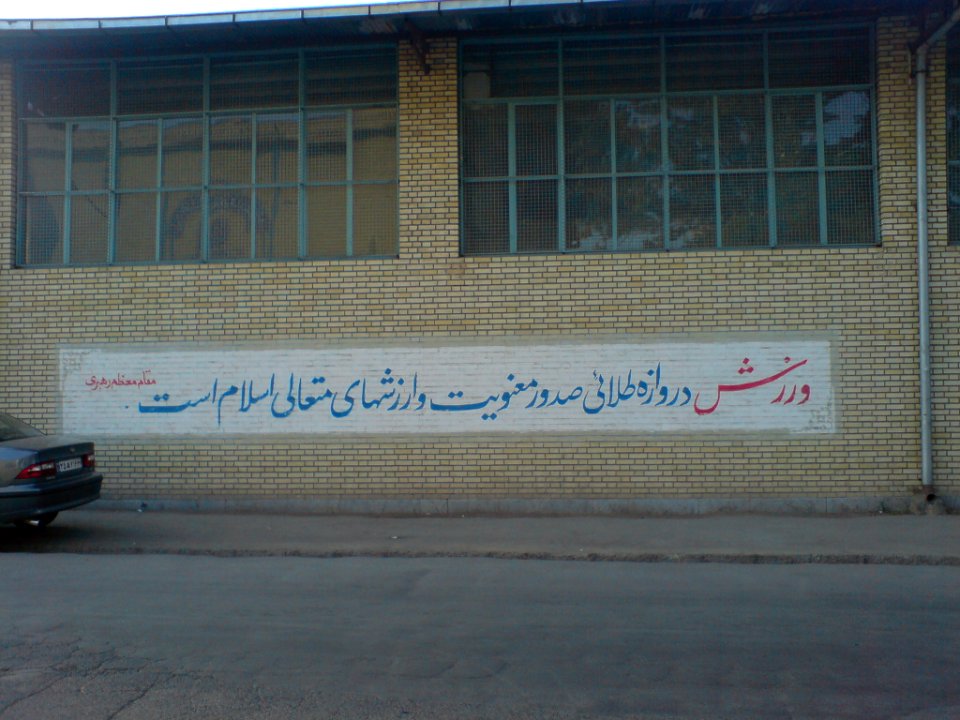 ورزش دروازه طلائی صدور معنویت و ارزشهای متعالی اسلام است.
مقام معظم رهبری